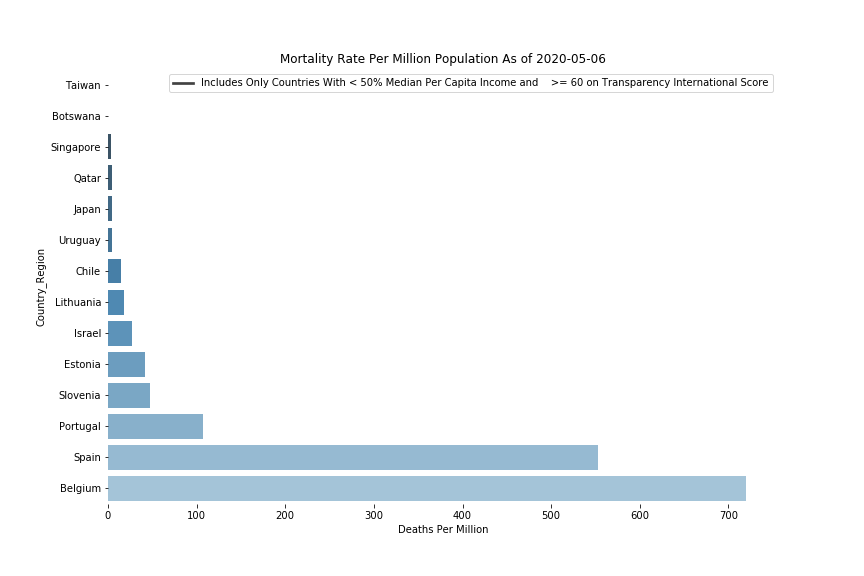 Mortality Rate Per Million Population As of 2020-05-06
Includes Only Countries With < 50% Median Per Capita Income and    >= 60 on Transparency International Score
Country_Region
Taiwan
Botswana
Singapore
Qatar
Japan
Uruguay
Chile
Lithuania
Israel
Estonia
Slovenia
Portugal
Spain
Belgium
0 100 200 300 400 500 600 700
Deaths Per Million